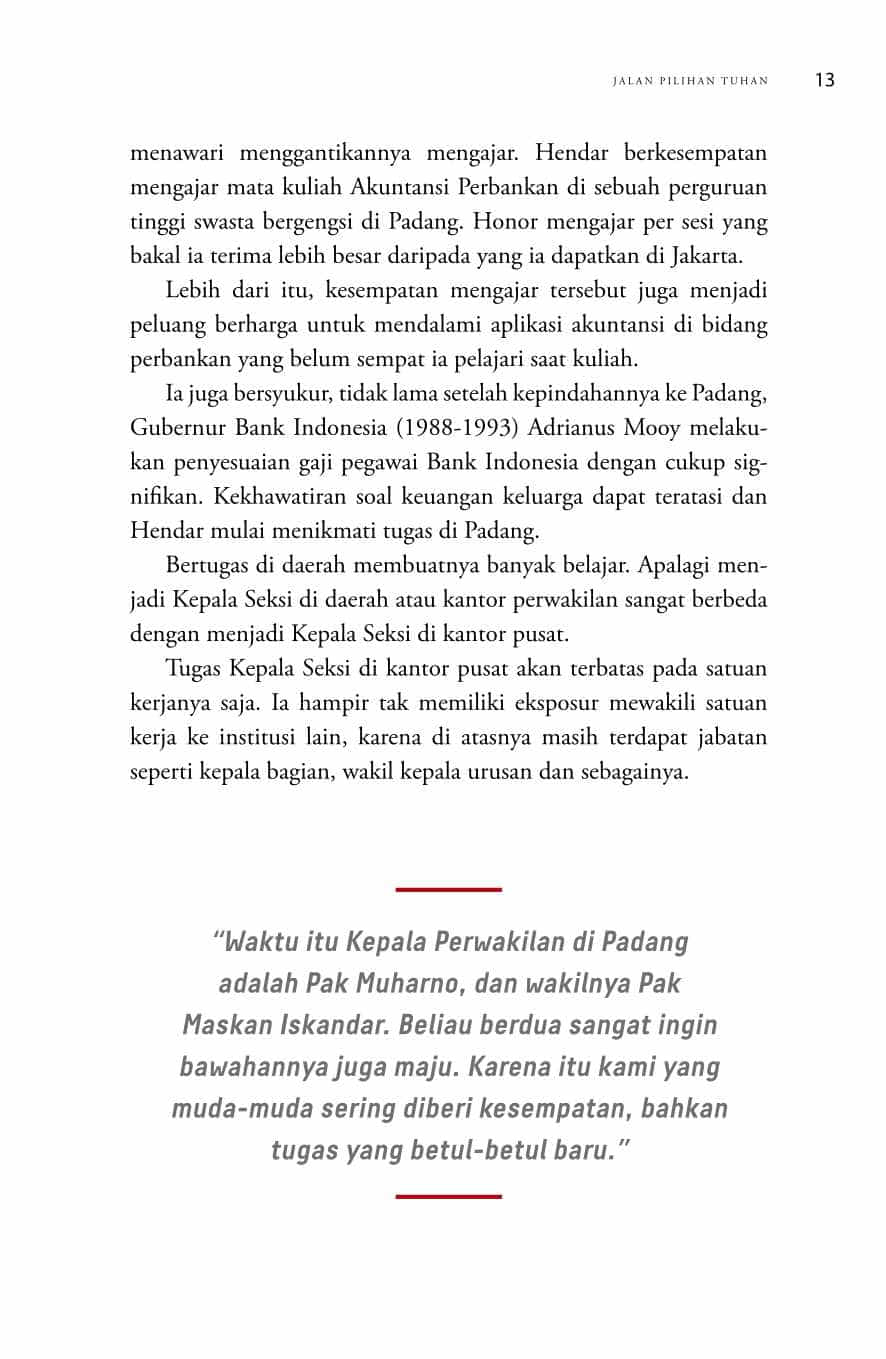 JALAN PILIHAN TUHAN 13
menawari menggantikannya mengajar. Hendar berkesempatan
mengajar mata kuliah Akuntansi Perbankan di sebuah perguruan
tinggi swasta bergengsi di Padang. Honor mengajar per sesi yang
bakal ia terima lebih besar daripada yang ia dapatkan di Jakarta.
Lebih dari itu, kesempatan mengajar tersebut juga menjadi
peluang berharga untuk mendalami aplikasi akuntansi di bidang
perbankan yang belum sempat ia pelajari saat kuliah.
Ia juga bersyukur, tidak lama setelah kepindahannya ke Padang,
Gubernur Bank Indonesia (1988-1993) Adrianus Mooy melaku-
kan penyesuaian gaji pegawai Bank Indonesia dengan cukup sig-
nifikan. Kekhawatiran soal keuangan keluarga dapat teratasi dan
Hendar mulai menikmati tugas di Padang.
Bertugas di daerah membuatnya banyak belajar. Apalagi men-
jadi Kepala Seksi di daerah atau kantor perwakilan sangat berbeda
dengan menjadi Kepala Seksi di kantor pusat.
Tugas Kepala Seksi di kantor pusat akan terbatas pada satuan
kerjanya saja. Ia hampir tak memiliki eksposur mewakili satuan
kerja ke institusi lain, karena di atasnya masih terdapat jabatan
seperti kepala bagian, wakil kepala urusan dan sebagainya.
“Waktu itu Kepala Perwakilan di Padang
adalah Pak Muharno, dan wakilnya Pak
Maskan Iskandar. Beliau berdua sangat ingin
bawahannya juga maju. Karena itu kami yang
muda-muda sering diberi kesempatan, bahkan
tugas yang betul-betul baru.”